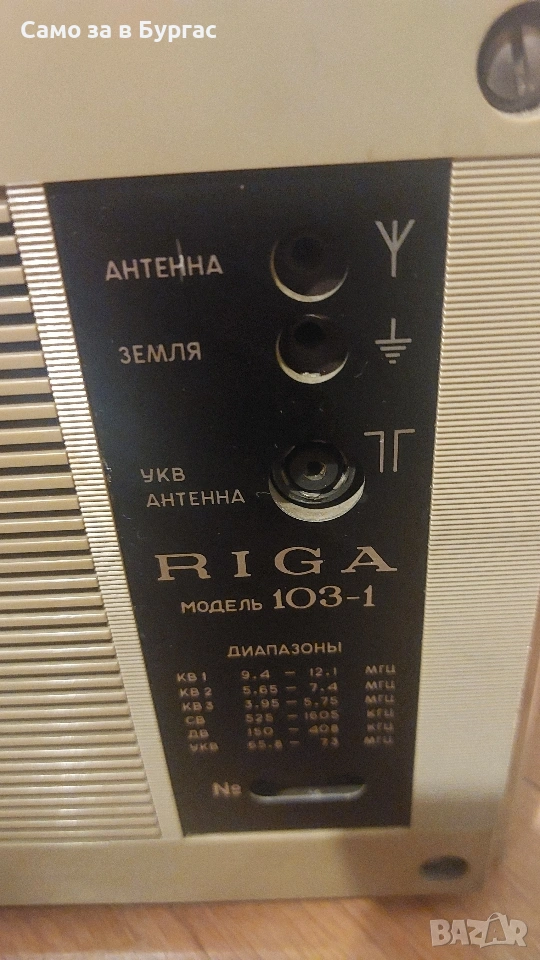 Само за в Бургас
АНТЕННА
ЗЕМЛЯ
УКВ
АНТЕННА
RIGA
МОДЕЛЬ 103-1
ДИАПАЗОНЫ
КВ 1 9.4 — 12.1 МГЦ
КВ 2 5.65 — 7.4 МГЦ
КВ 3 3.95 — 5.75 МГЦ
СВ 525 — 1605 КГЦ
ДВ 150 — 408 КГЦ
УКВ 65.8 — 73 МГЦ
№
BAZAR